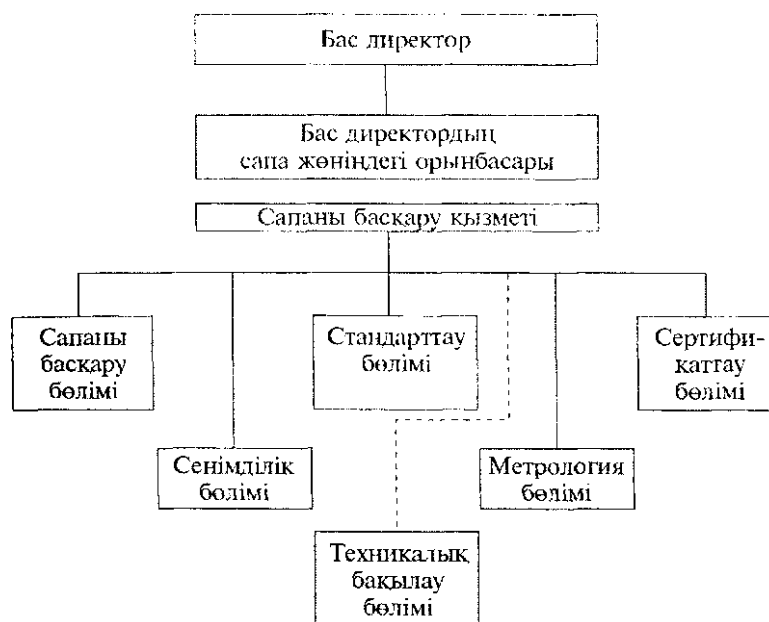 Бас директор
Бас директордың
сапа жөніндегі орынбасары
Сапаны басқару қызметі
Сапаны
басқару
бөлімі
Стандарттау
бөлімі
Сертифи-
қаттау
бөлімі
Сенімділік
бөлімі
Метрология
бөлімі
Техникалық
бақылау
бөлімі